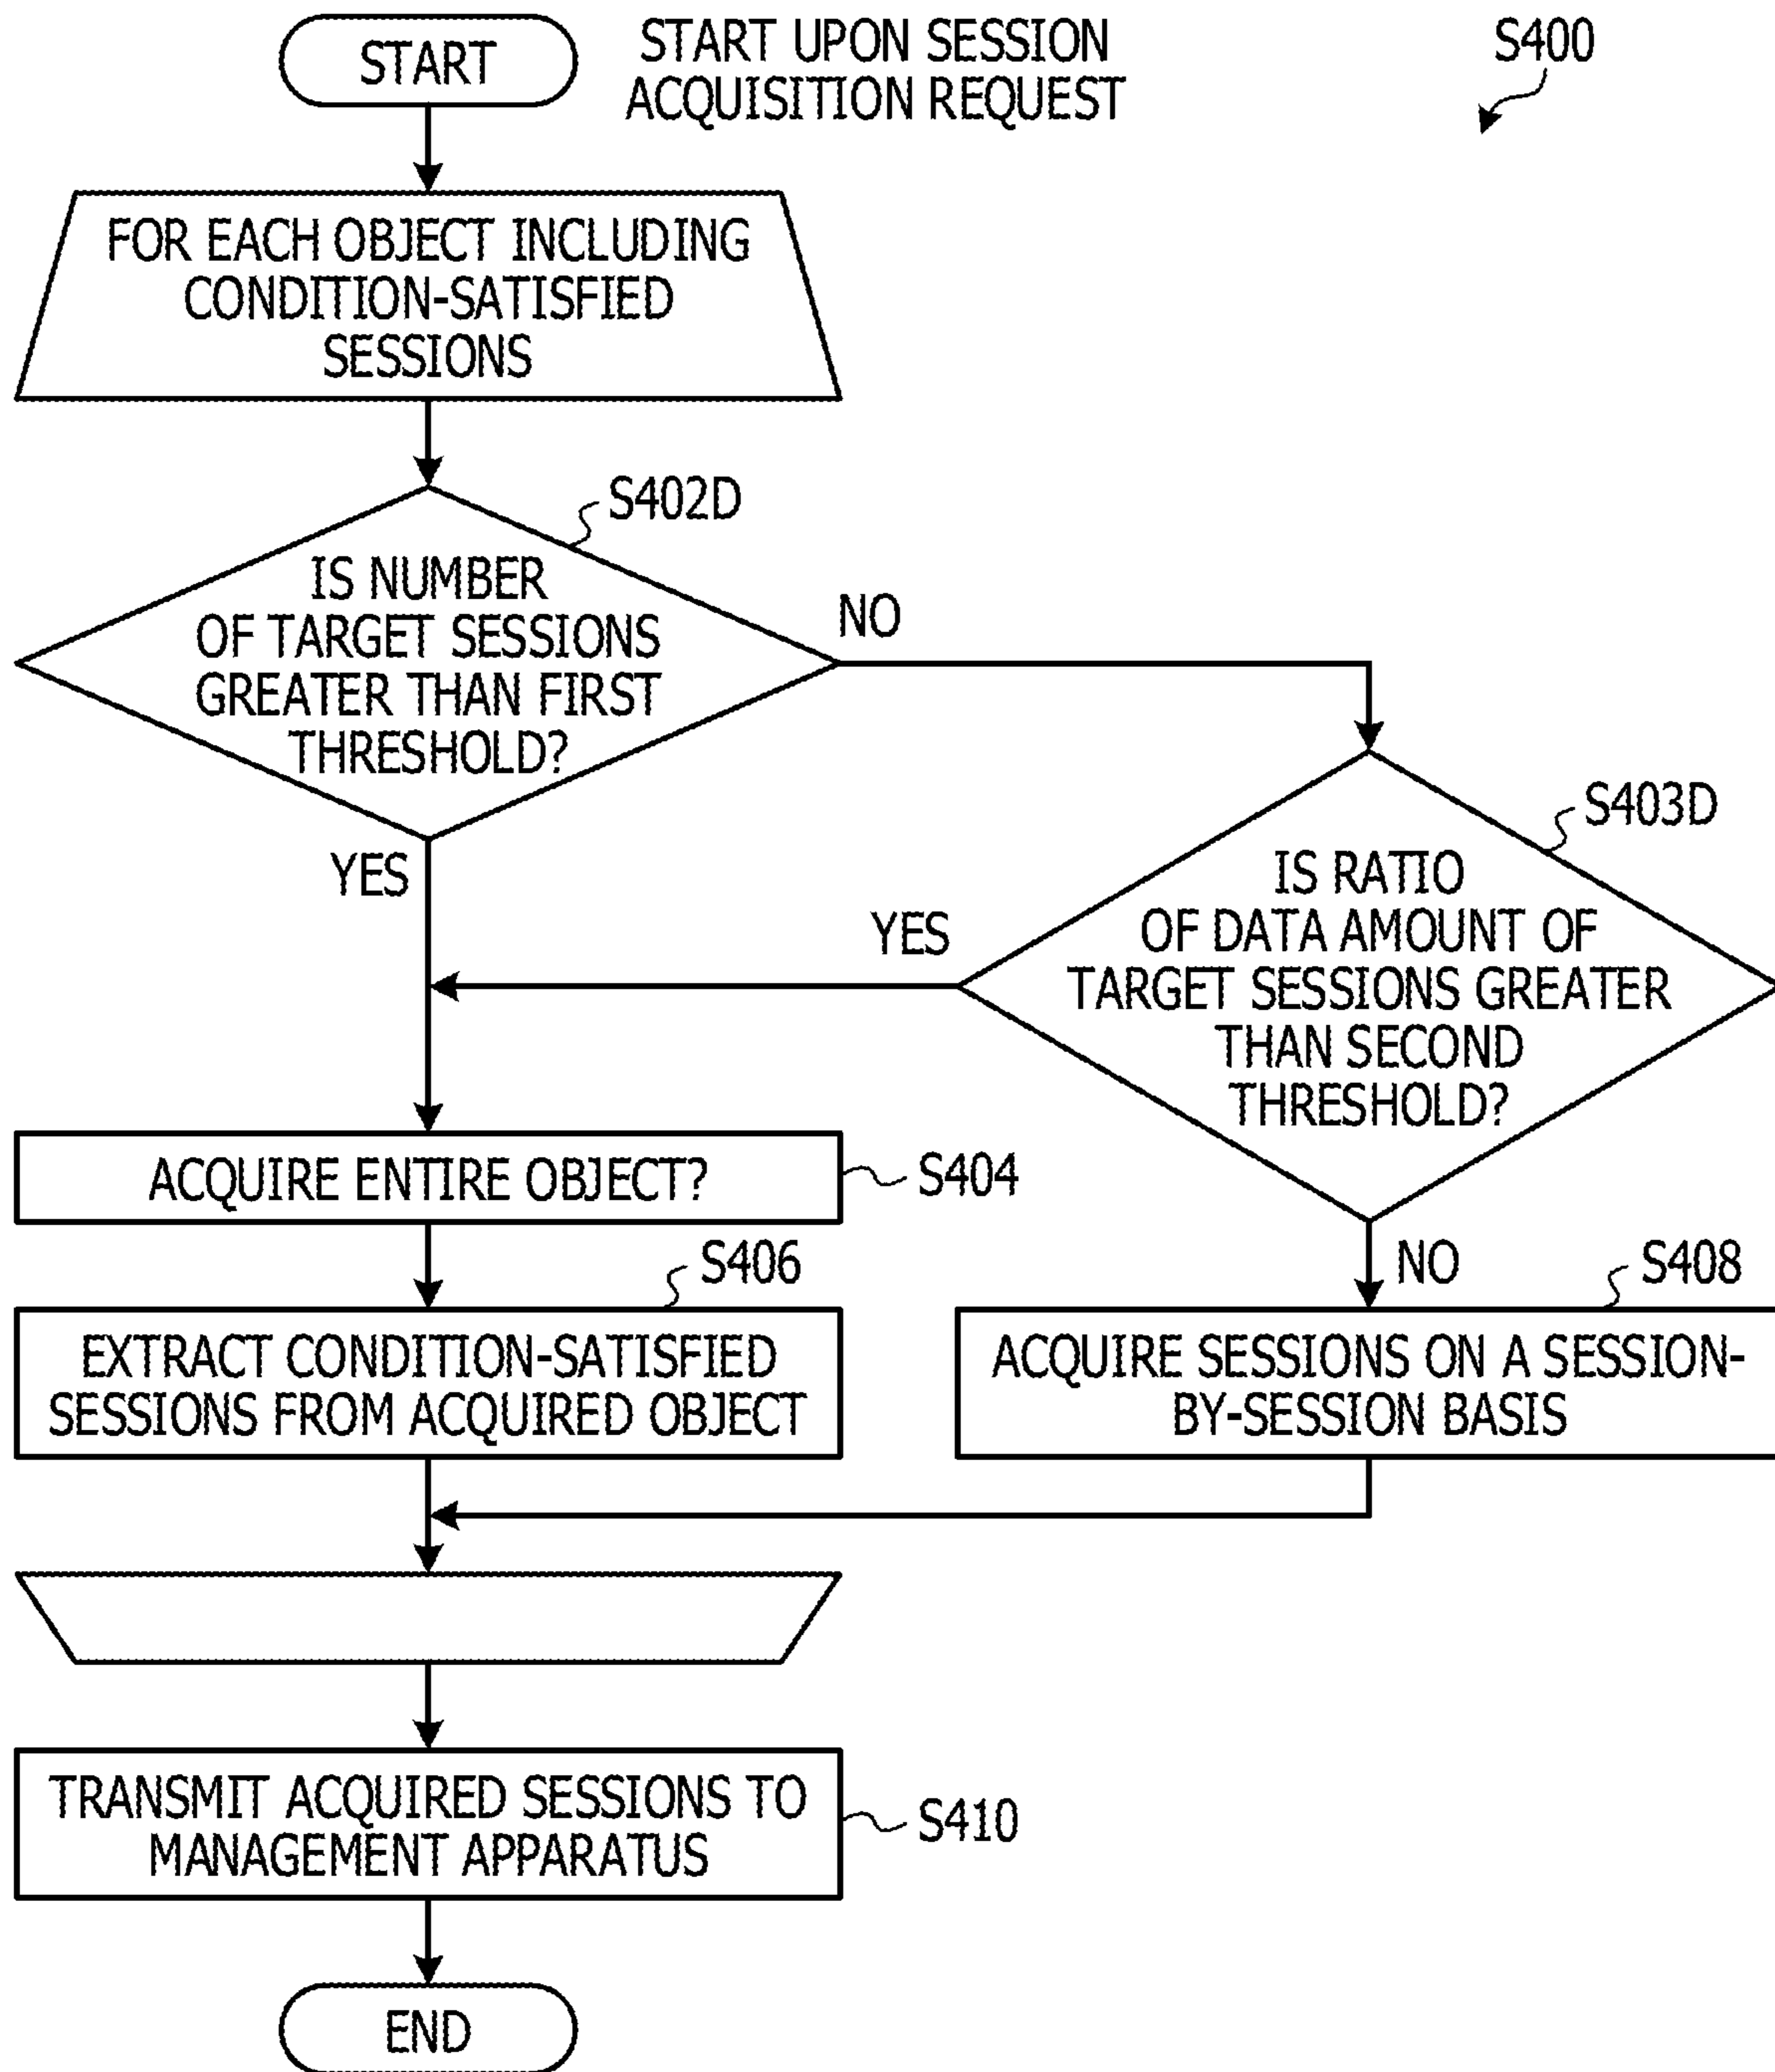 START
START UPON SESSION
ACQUISITION REQUEST
S400
FOR EACH OBJECT INCLUDING
CONDITION-SATISFIED
SESSIONS
S402D
IS NUMBER
OF TARGET SESSIONS
GREATER THAN FIRST
THRESHOLD?
NO
YES
S403D
IS RATIO
OF DATA AMOUNT OF
TARGET SESSIONS GREATER
THAN SECOND
THRESHOLD?
YES
NO
ACQUIRE ENTIRE OBJECT?
S404
S406
EXTRACT CONDITION-SATISFIED
SESSIONS FROM ACQUIRED OBJECT
S408
ACQUIRE SESSIONS ON A SESSION-
BY-SESSION BASIS
TRANSMIT ACQUIRED SESSIONS TO
MANAGEMENT APPARATUS
S410
END